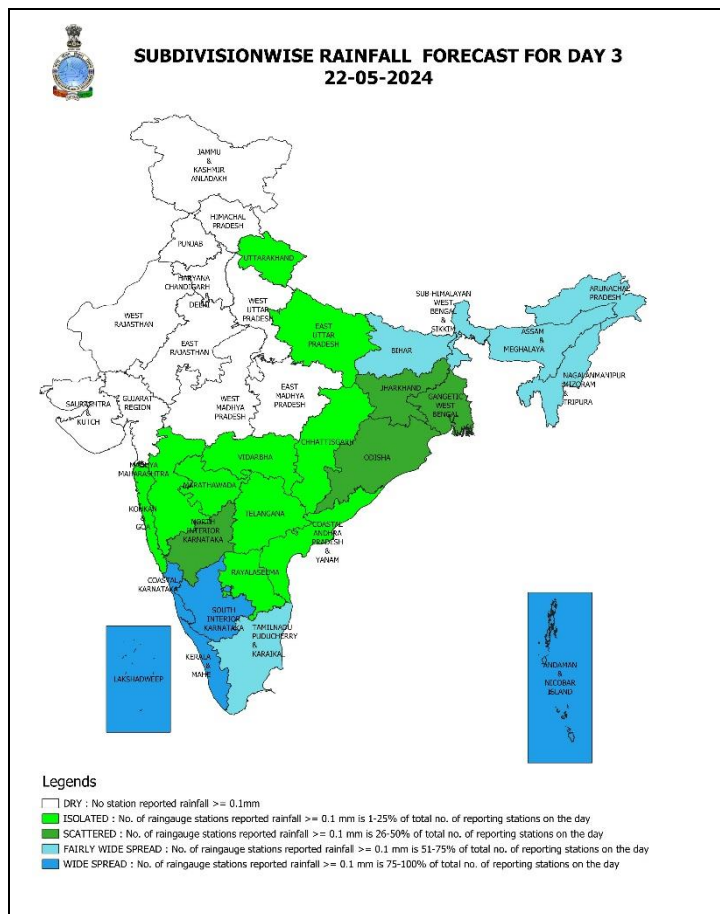 SUBDIVISIONWISE RAINFALL FORECAST FOR DAY 3
22-05-2024
JAMMU
&
KASHMIR
ANLADAKH
HIMACHAL
PRADESH
PUNJAB
UTTARAKHAND
HARYANA
CHANDIGARH
&
DELHI
WEST
UTTAR
PRADESH
WEST
RAJASTHAN
EAST
RAJASTHAN
EAST
UTTAR
PRADESH
BIHAR
SUB-HIMALAYAN
WEST
BENGAL
&
SIKKIM
ARUNACHAL
PRADESH
ASSAM
&
MEGHALAYA
NAGALANMANIPUR
MIZORAM
&
TRIPURA
SAURASHTRA
&
KUTCH
GUJARAT
REGION
WEST
MADHYA
PRADESH
EAST
MADHYA
PRADESH
JHARKHAND
GANGETIC
WEST
BENGAL
CHHATTISGARH
ODISHA
MADHYA
MAHARASHTRA
VIDARBHA
MARATHAWADA
KONKAN
&
GOA
TELANGANA
NORTH
INTERIOR
KARNATAKA
COASTAL
ANDHRA
PRADESH
&
YANAM
RAYALASEEMA
COASTAL
KARNATAKA
SOUTH
INTERIOR
KARNATAKA
TAMILNADU
PUDUCHERRY
&
KARAIKAL
KERALA
&
MAHE
LAKSHADWEEP
ANDAMAN
&
NICOBAR
ISLAND
Legends
DRY : No station reported rainfall >= 0.1mm
ISOLATED : No. of raingauge stations reported rainfall >= 0.1 mm is 1-25% of total no. of reporting stations on the day
SCATTERED : No. of raingauge stations reported rainfall >= 0.1 mm is 26-50% of total no. of reporting stations on the day
FAIRLY WIDE SPREAD : No. of raingauge stations reported rainfall >= 0.1 mm is 51-75% of total no. of reporting stations on the day
WIDE SPREAD : No. of raingauge stations reported rainfall >= 0.1 mm is 75-100% of total no. of reporting stations on the day